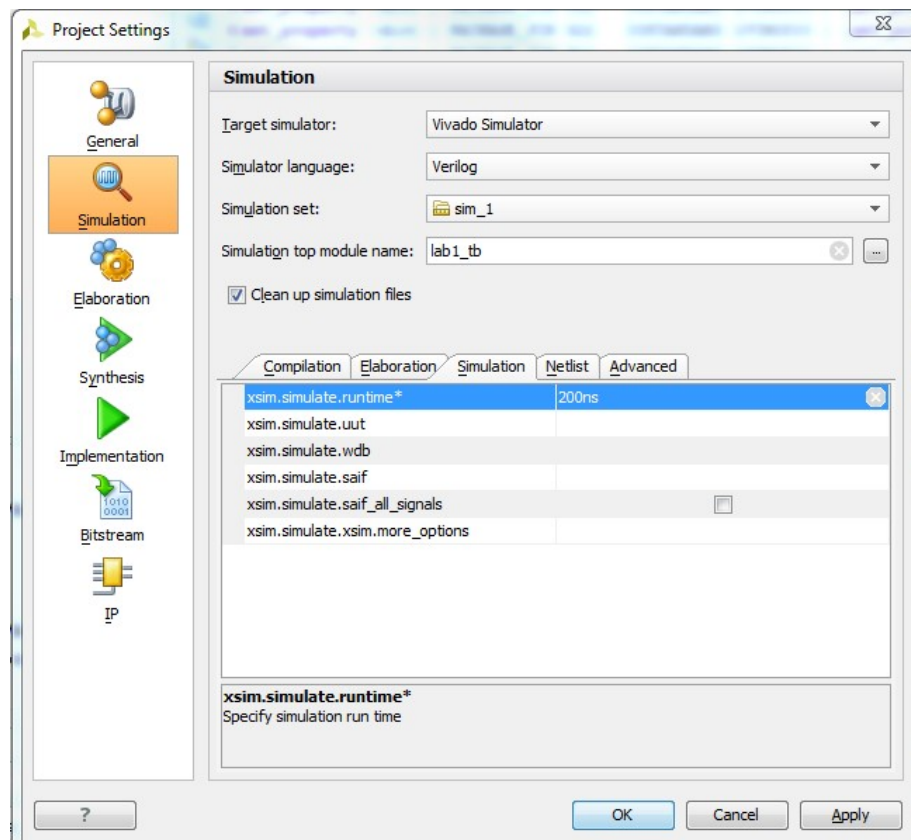 Project Settings
General
Simulation
Elaboration
Synthesis
Implementation
1010
0001
Bitstream
IP
Simulation
Target simulator: Vivado Simulator
Simulator language: Verilog
Simulation set: sim_1
Simulation top module name: lab1_tb ...
Clean up simulation files
Compilation Elaboration Simulation Netlist Advanced
xsim.simulate.runtime* 200ns
xsim.simulate.uut
xsim.simulate.wdb
xsim.simulate.saif
xsim.simulate.saif_all_signals
xsim.simulate.xsim.more_options
xsim.simulate.runtime*
Specify simulation run time
? OK Cancel Apply